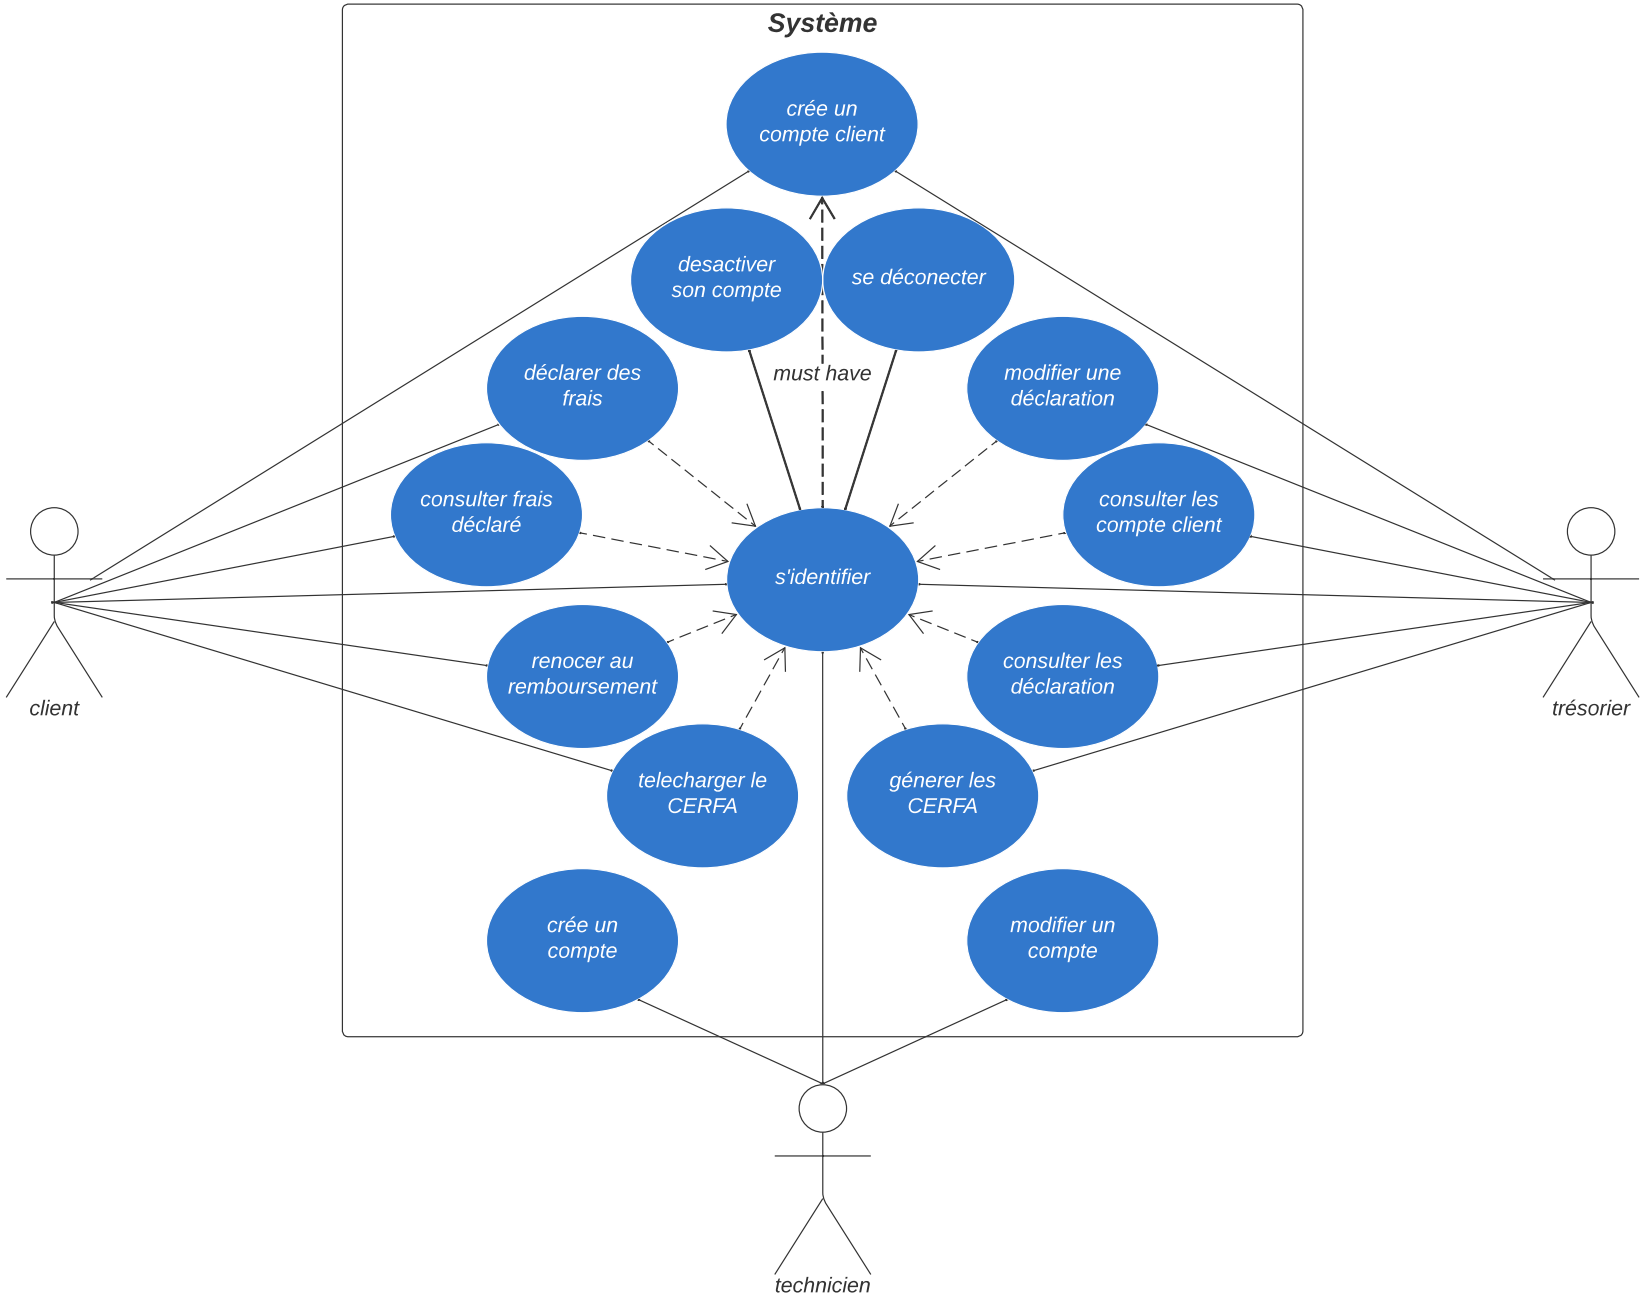 Système
crée un
compte client
desactiver
son compte
se déconecter
déclarer des
frais
must have
modifier une
déclaration
consulter frais
déclaré
consulter les
compte client
s'identifier
renocer au
remboursement
consulter les
déclaration
client
trésorier
telecharger le
CERFA
génerer les
CERFA
crée un
compte
modifier un
compte
technicien